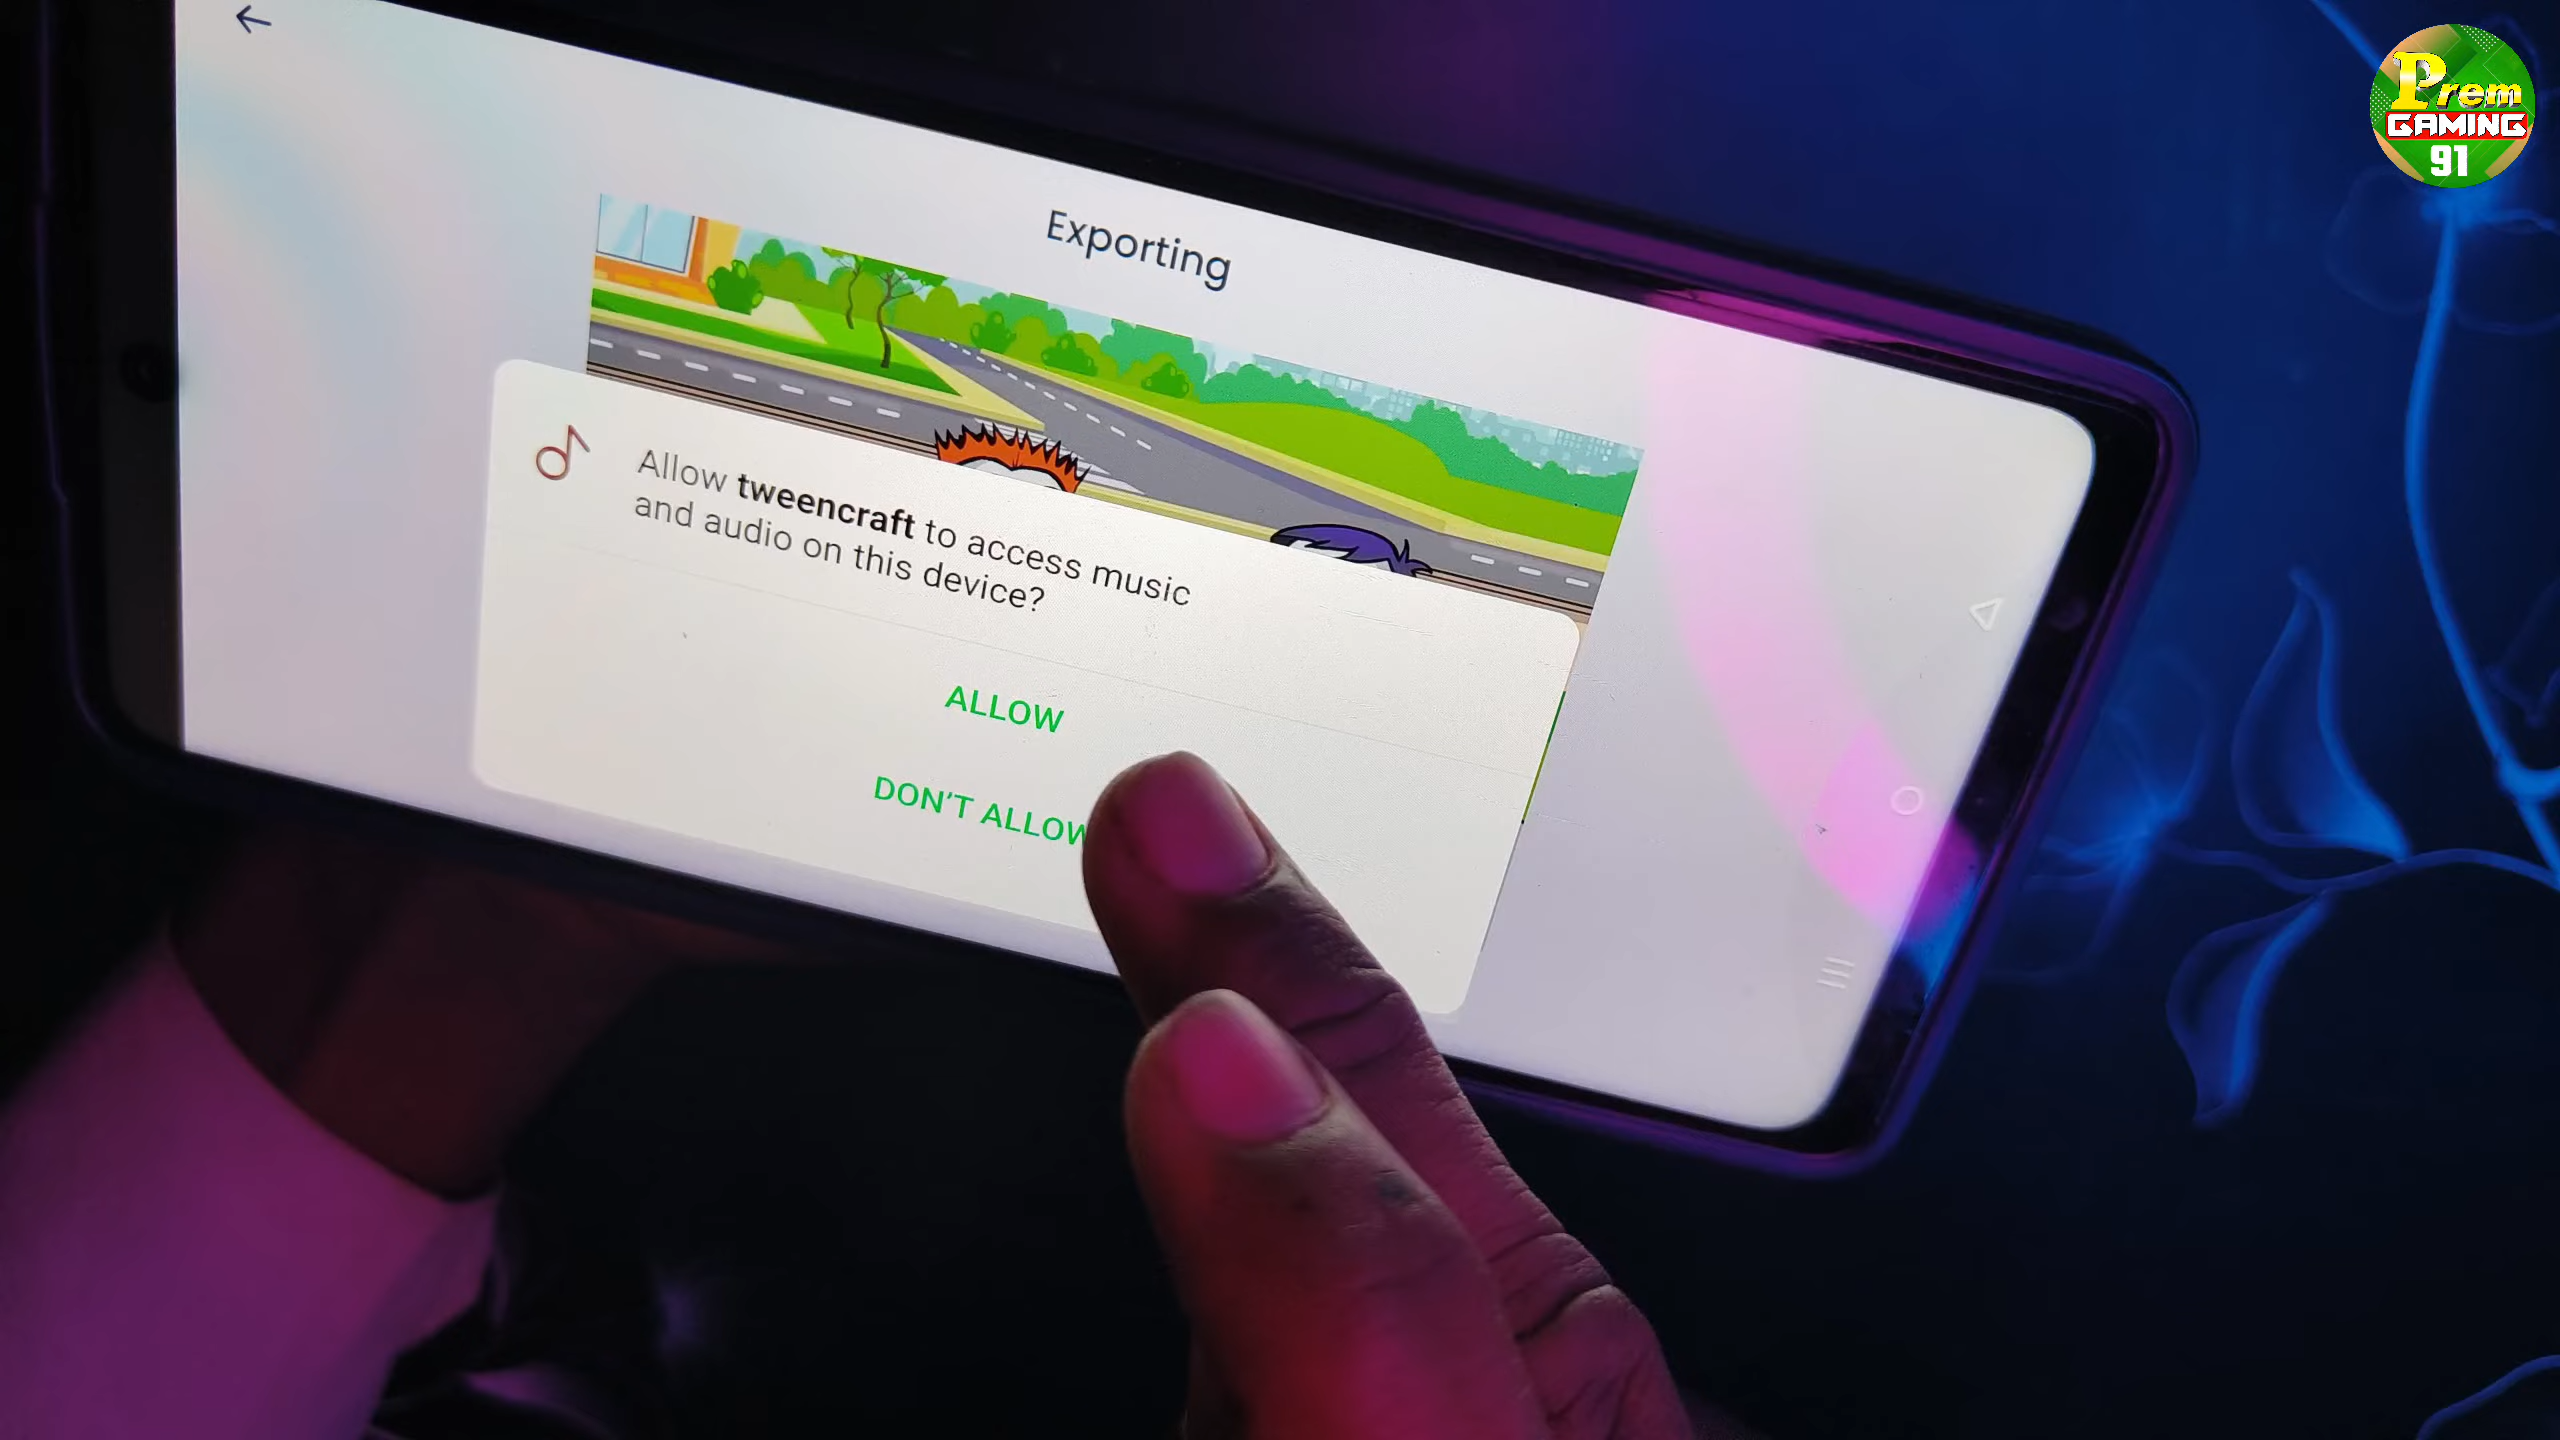 Prem
GAMING
91
Exporting
Allow tweencraft to access music
and audio on this device?
ALLOW
DON'T ALLOW